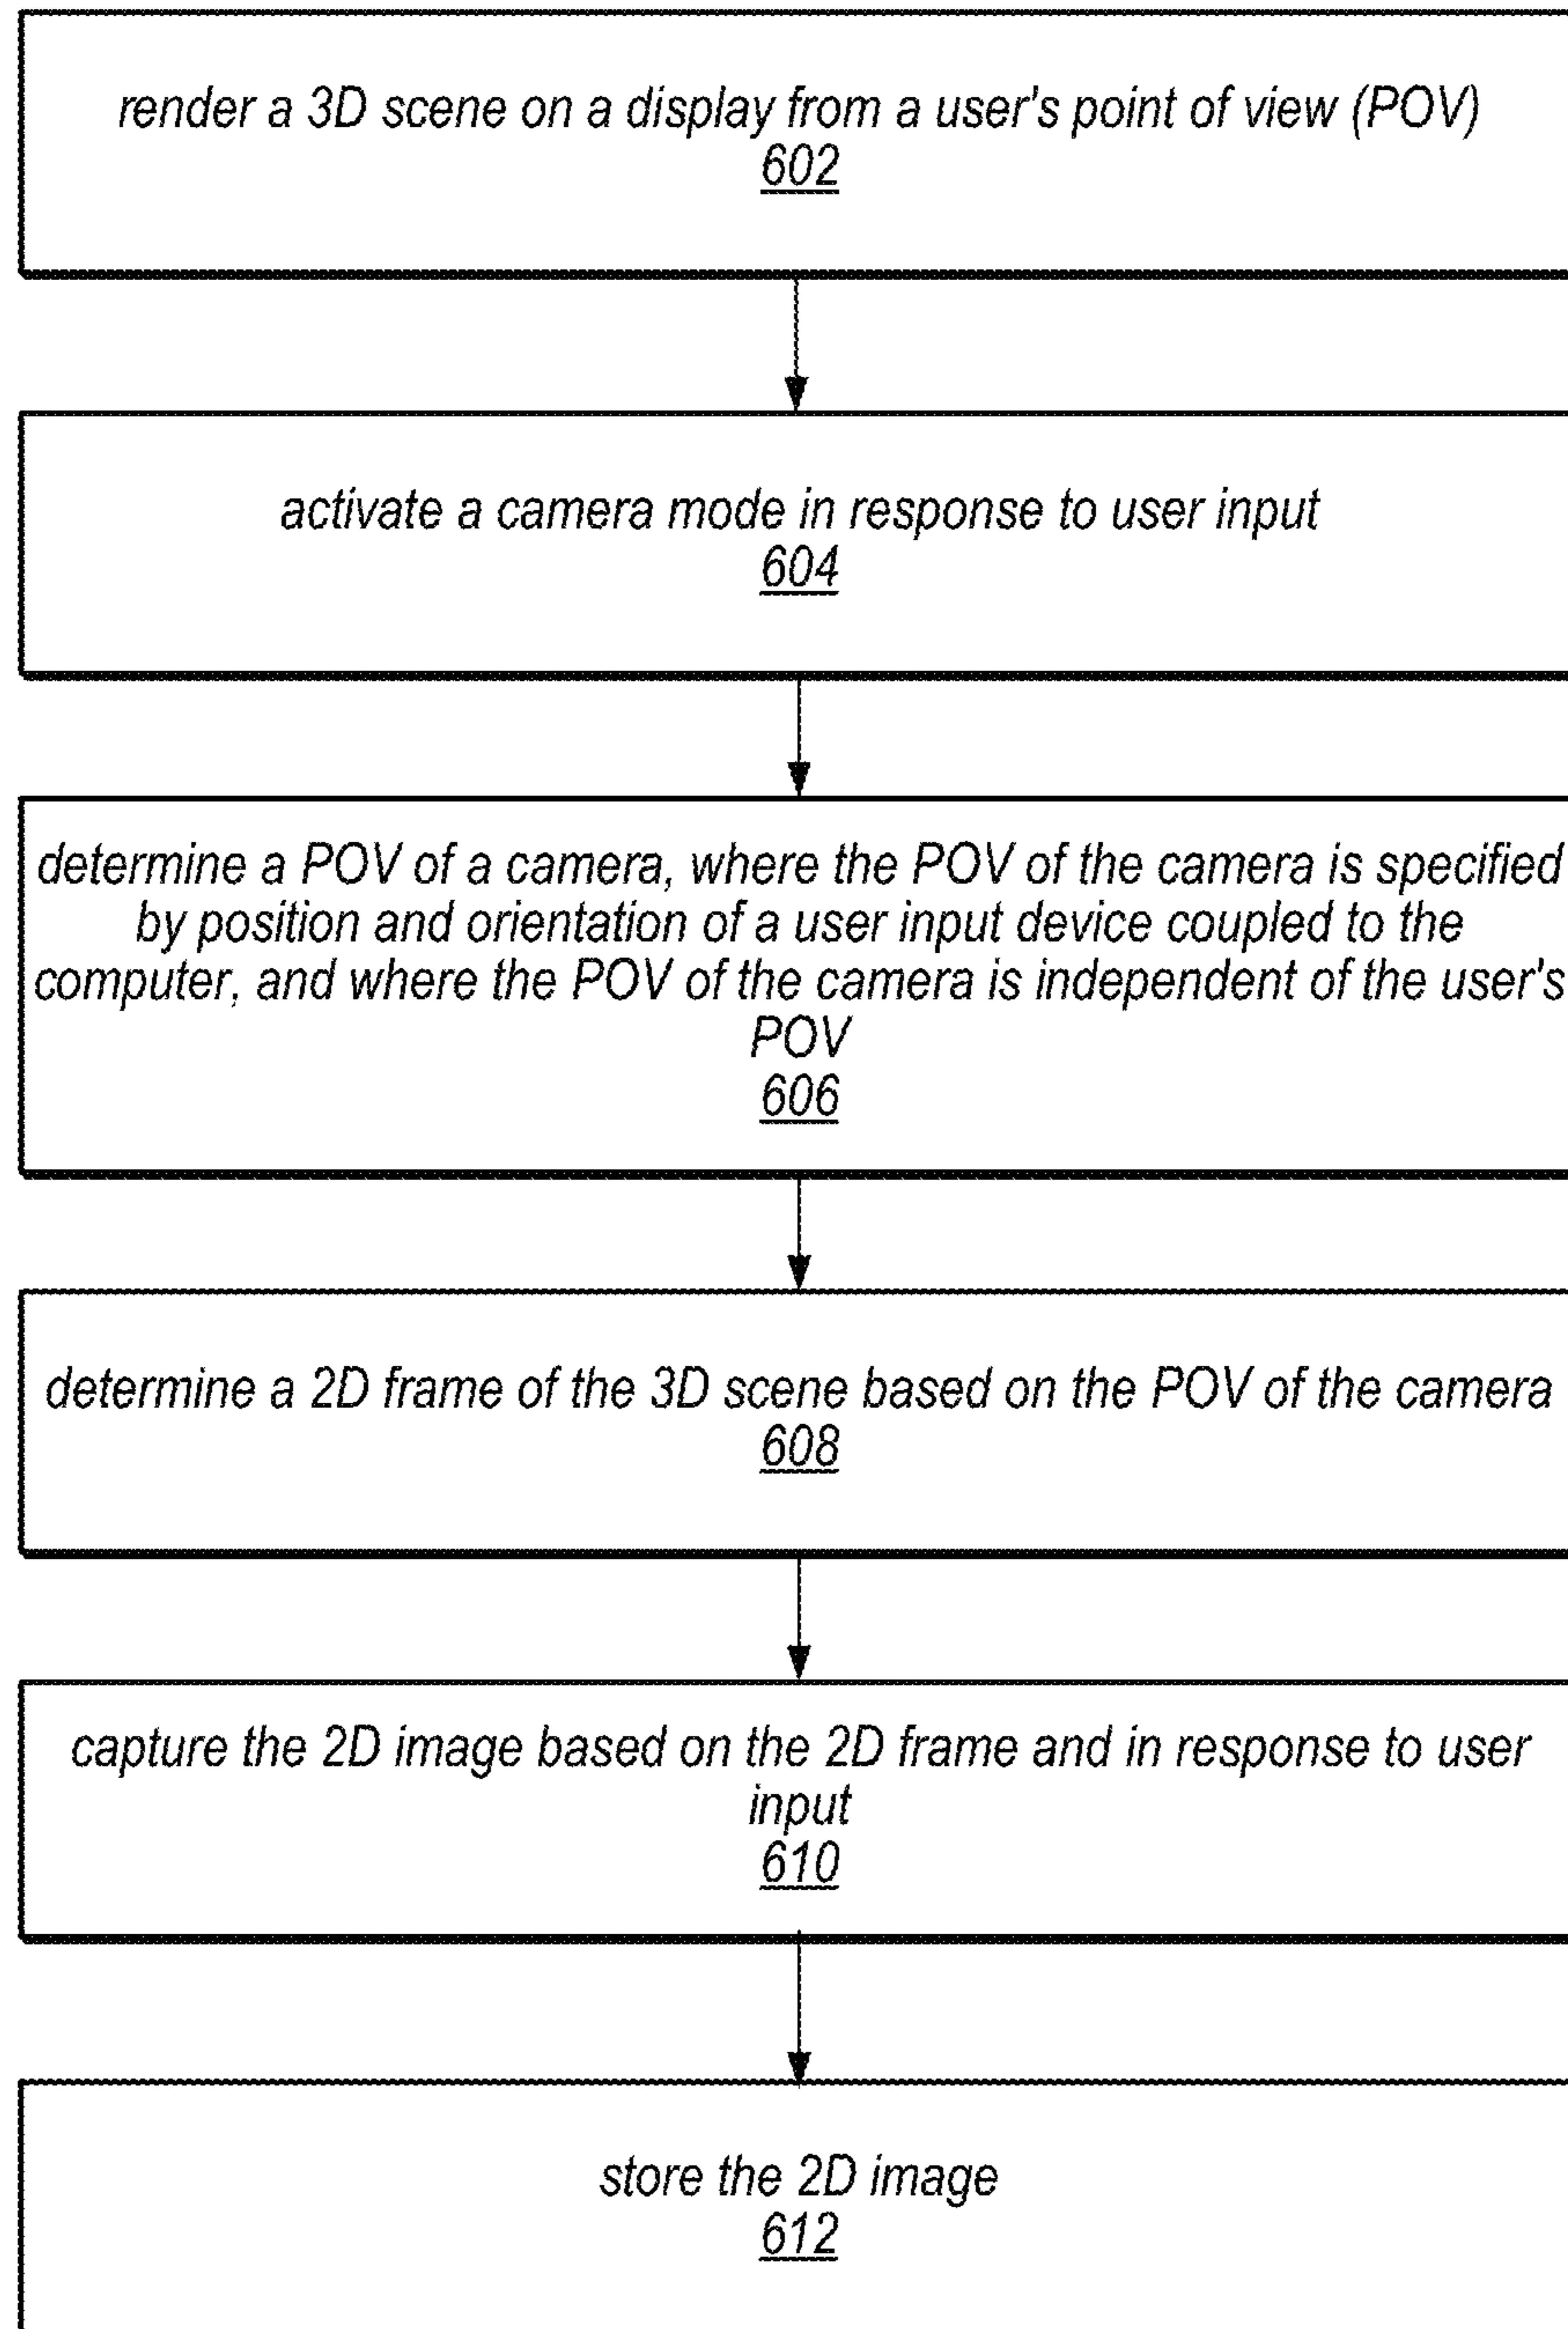 render a 3D scene on a display from a user's point of view (POV)
602
activate a camera mode in response to user input
604
determine a POV of a camera, where the POV of the camera is specified
by position and orientation of a user input device coupled to the
computer, and where the POV of the camera is independent of the user's
POV
606
determine a 2D frame of the 3D scene based on the POV of the camera
608
capture the 2D image based on the 2D frame and in response to user
input
610
store the 2D image
612